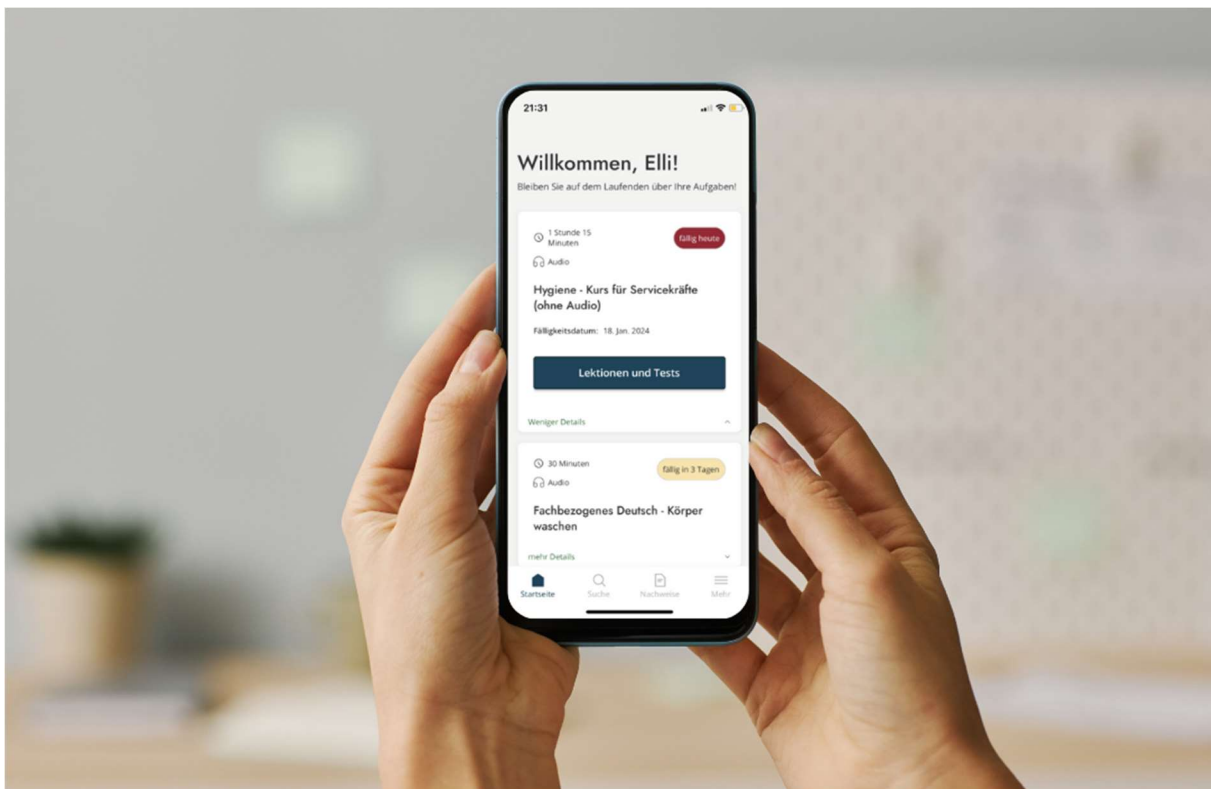 21:31
Willkommen, Elli!
Bleiben Sie auf dem Laufenden über Ihre Aufgaben!
1 Stunde 15
Minuten
fällig heute
Audio
Hygiene - Kurs für Servicekräfte
(ohne Audio)
Fälligkeitsdatum: 18. Jan. 2024
Lektionen und Tests
Weniger Details
30 Minuten
fällig in 3 Tagen
Audio
Fachbezogenes Deutsch - Körper
waschen
mehr Details
Startseite Suche Nachweise Mehr